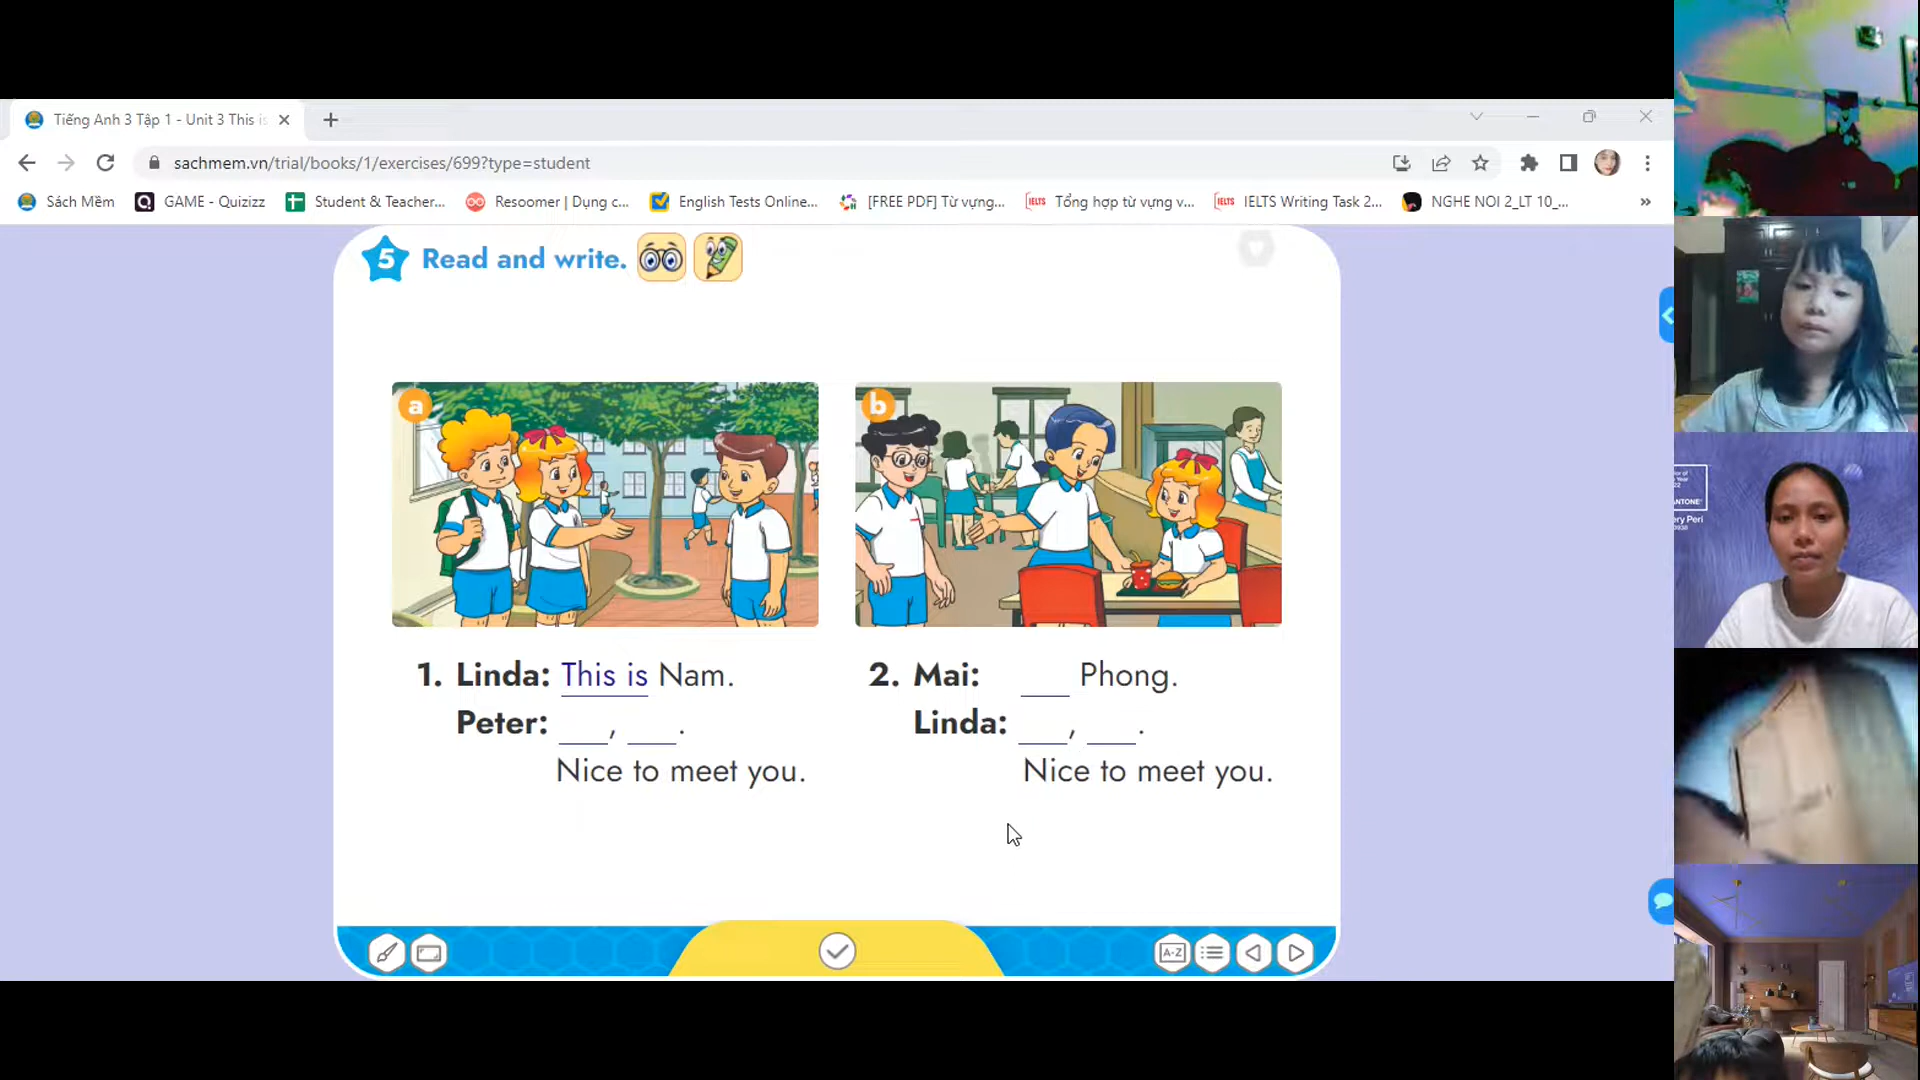 Tiếng Anh 3 Tập 1 - Unit 3 This is
sachmem.vn/trial/books/1/exercises/699?type=student
Sách Mềm
GAME - Quizizz
Student & Teacher...
Resoomer | Dụng c...
English Tests Online...
[FREE PDF] Từ vựng...
IELTS
Tổng hợp từ vựng v...
IELTS
IELTS Writing Task 2...
NGHE NOI 2_LT 10_...
»
5 Read and write.
a
b
1. Linda: This is Nam.
Peter: ___, ___.
Nice to meet you.
2. Mai: ___ Phong.
Linda: ___, ___.
Nice to meet you.
A-Z